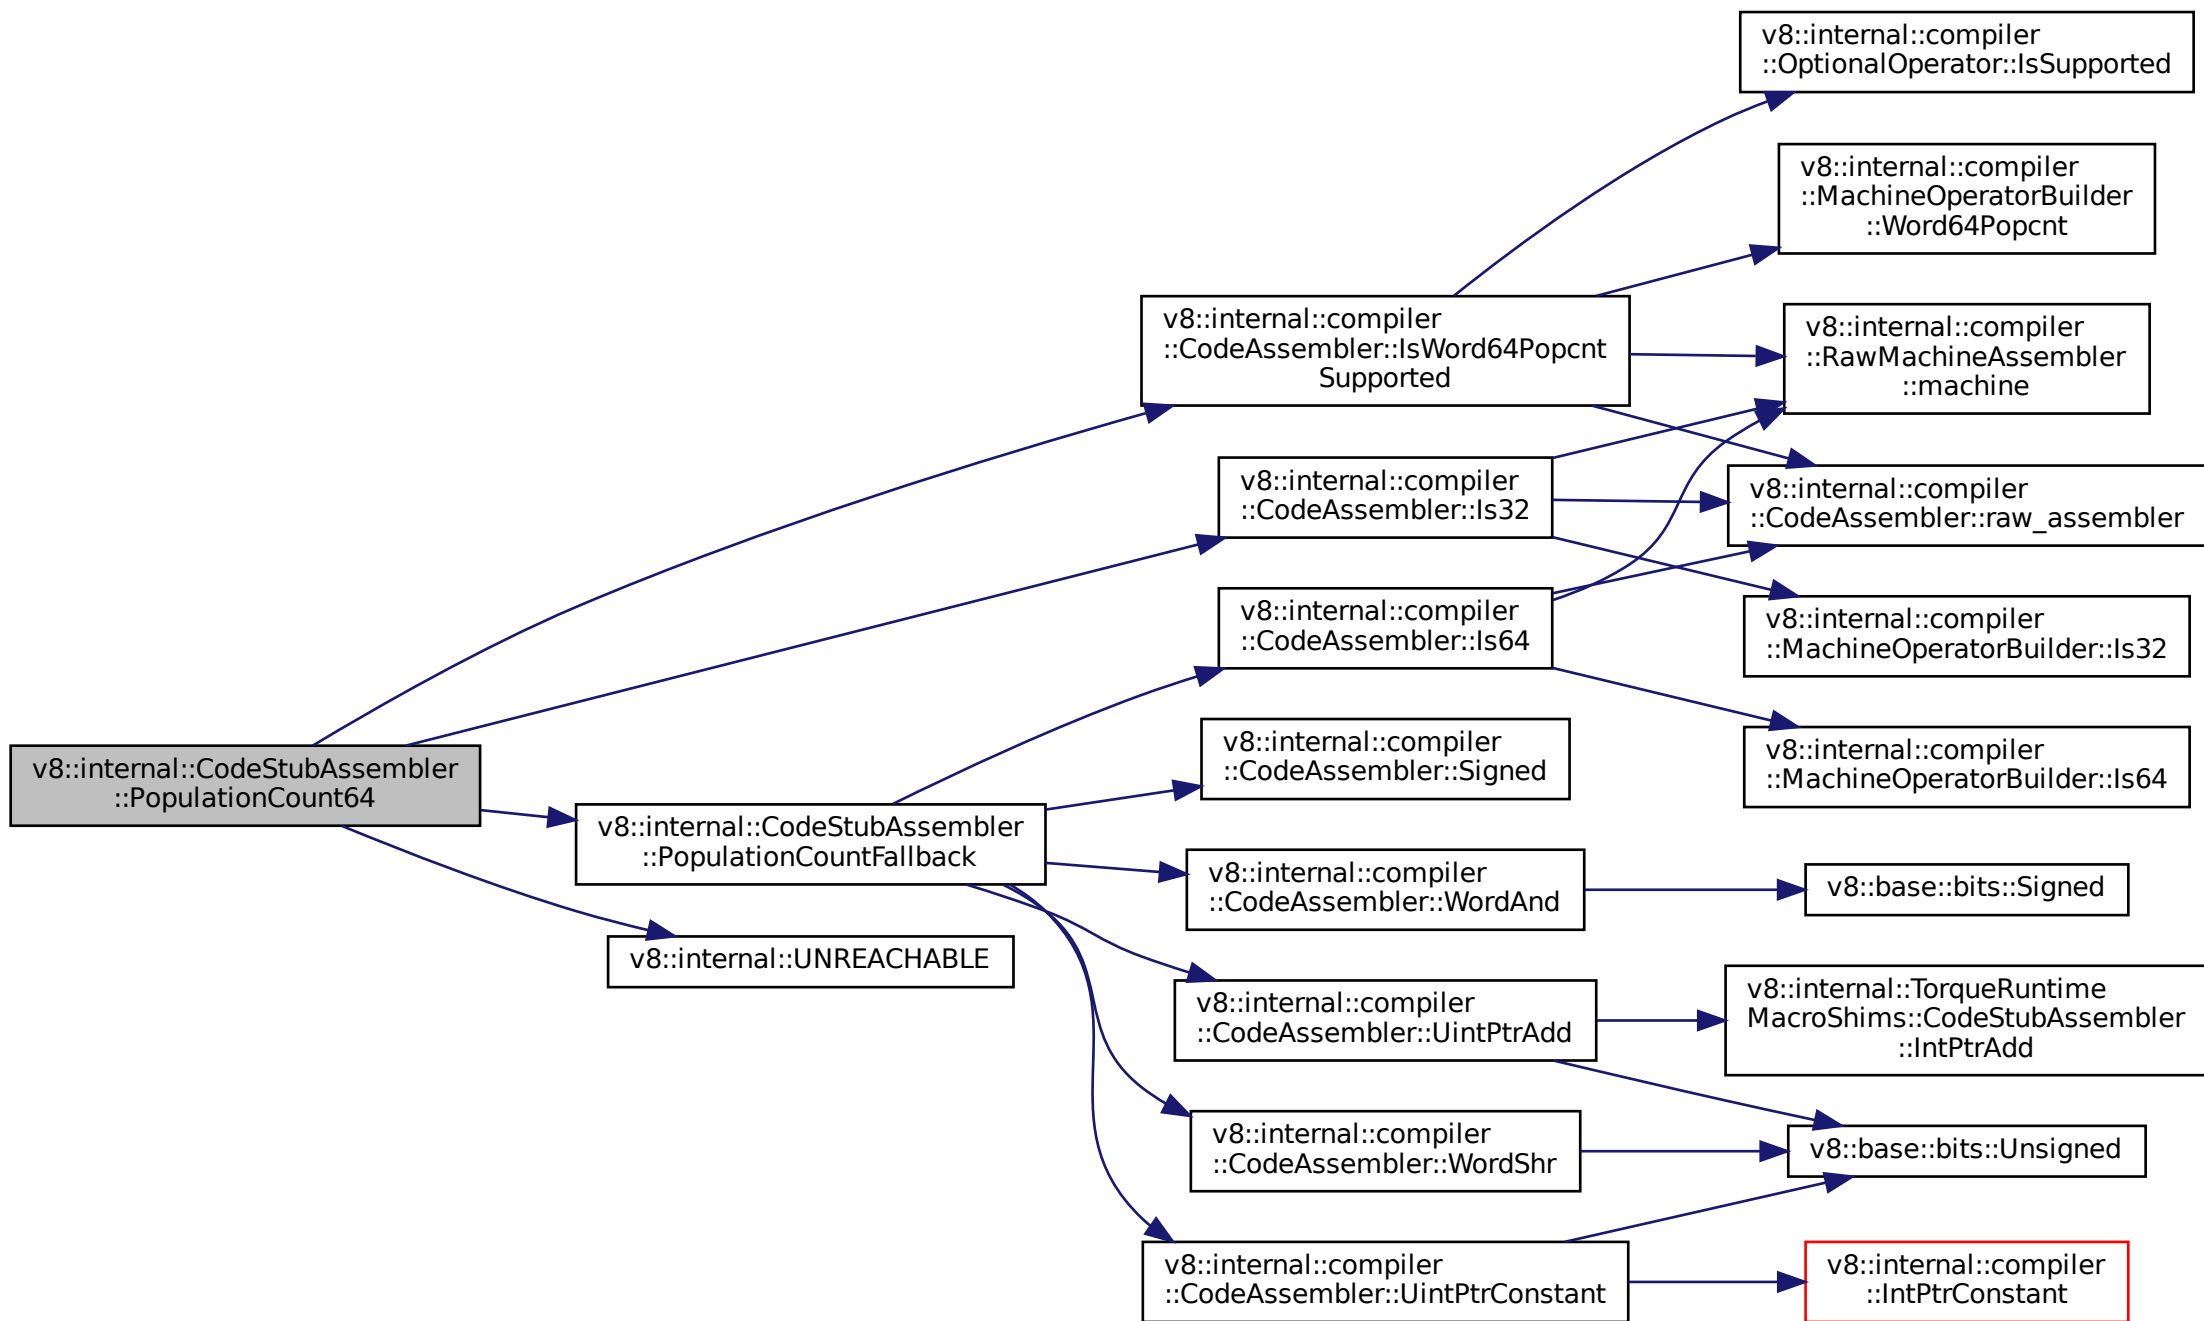 v8::internal::CodeStubAssembler
::PopulationCount64
v8::internal::CodeStubAssembler
::PopulationCountFallback
v8::internal::UNREACHABLE
v8::internal::compiler
::CodeAssembler::IsWord64Popcnt
Supported
v8::internal::compiler
::CodeAssembler::Is32
v8::internal::compiler
::CodeAssembler::Is64
v8::internal::compiler
::CodeAssembler::Signed
v8::internal::compiler
::CodeAssembler::WordAnd
v8::internal::compiler
::CodeAssembler::UintPtrAdd
v8::internal::compiler
::CodeAssembler::WordShr
v8::internal::compiler
::CodeAssembler::UintPtrConstant
v8::internal::compiler
::OptionalOperator::IsSupported
v8::internal::compiler
::MachineOperatorBuilder
::Word64Popcnt
v8::internal::compiler
::RawMachineAssembler
::machine
v8::internal::compiler
::CodeAssembler::raw_assembler
v8::internal::compiler
::MachineOperatorBuilder::Is32
v8::internal::compiler
::MachineOperatorBuilder::Is64
v8::base::bits::Signed
v8::internal::TorqueRuntime
MacroShims::CodeStubAssembler
::IntPtrAdd
v8::base::bits::Unsigned
v8::internal::compiler
::IntPtrConstant